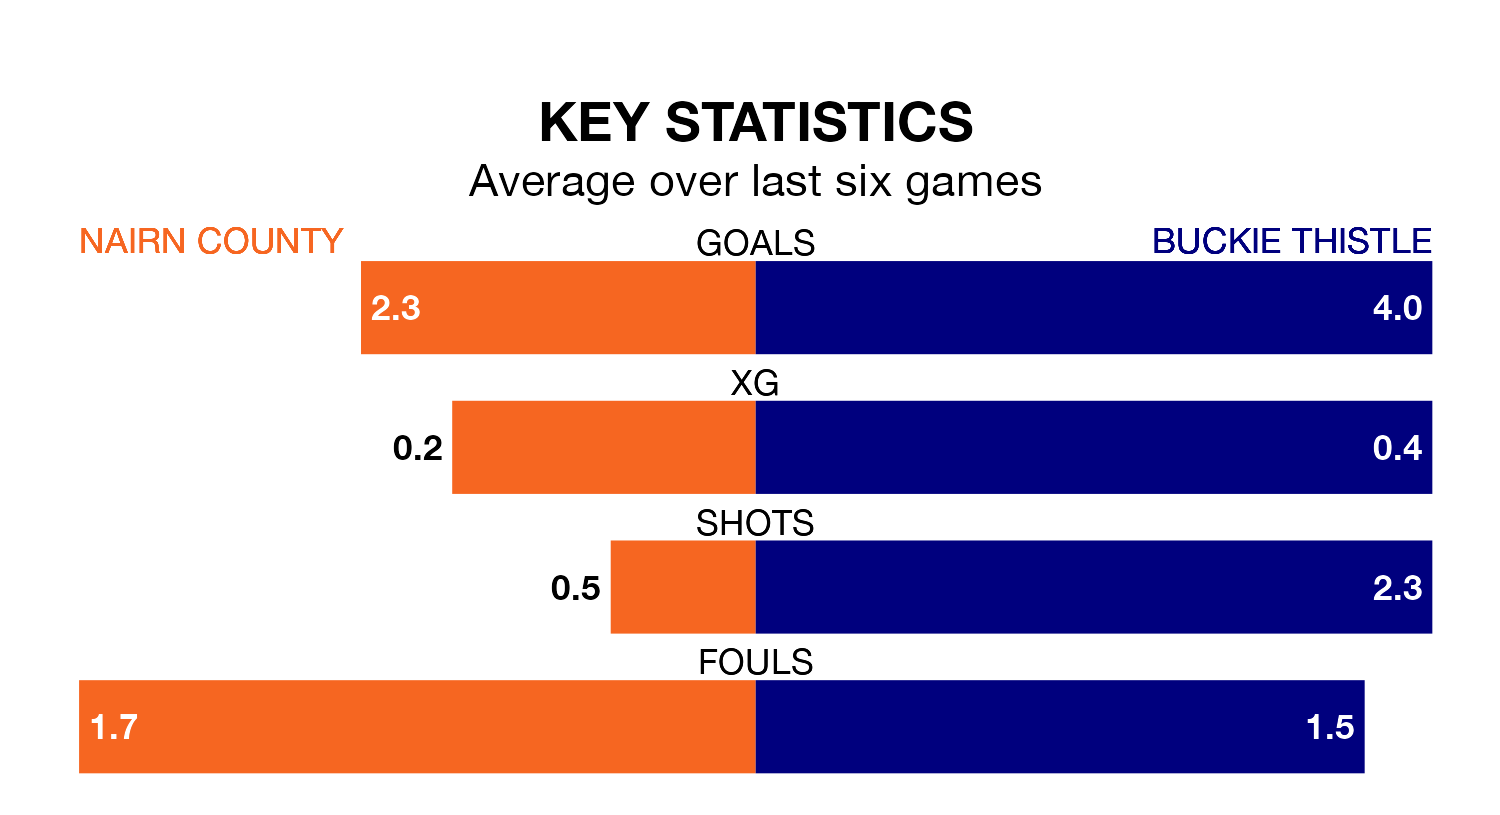 KEY STATISTICS
Average over last six games
NAIRN COUNTY
GOALS
BUCKIE THISTLE
2.3
4.0
XG
0.2
0.4
SHOTS
0.5
2.3
FOULS
1.7
1.5